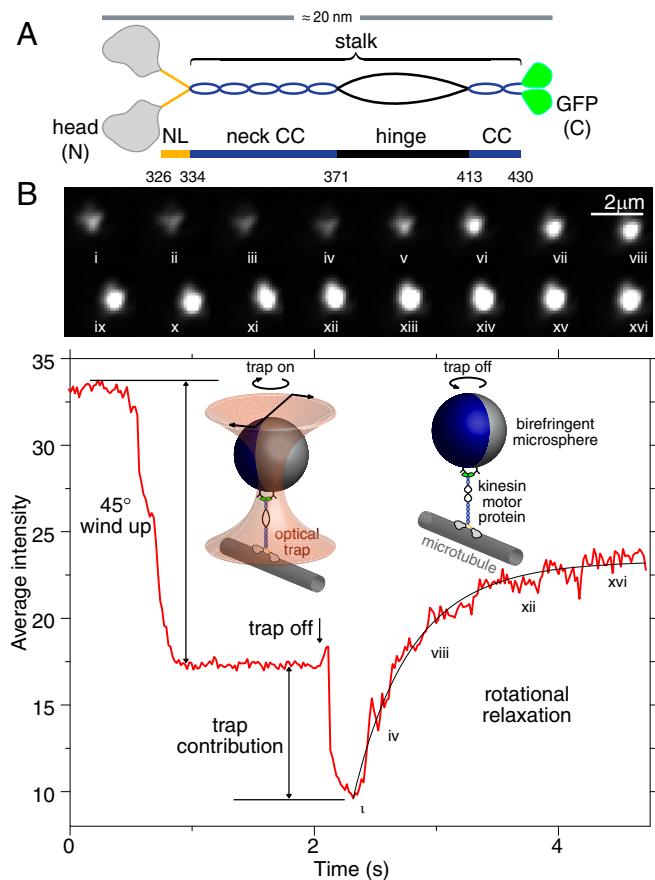 ≈ 20 nm
A
stalk
head
(N)
GFP
(C)
NL neck CC hinge CC
326 334 371 413 430
B
2μm
i ii iii iv v vi vii viii
ix x xi xii xiii xiv xv xvi
35
30
25
20
15
10
Average intensity
45°
wind up
trap on
optical
trap
trap off
birefringent
microsphere
kinesin
motor
protein
microtubule
trap off
trap
contribution
ι
iv
viii
xii
xvi
rotational
relaxation
0 2 4
Time (s)